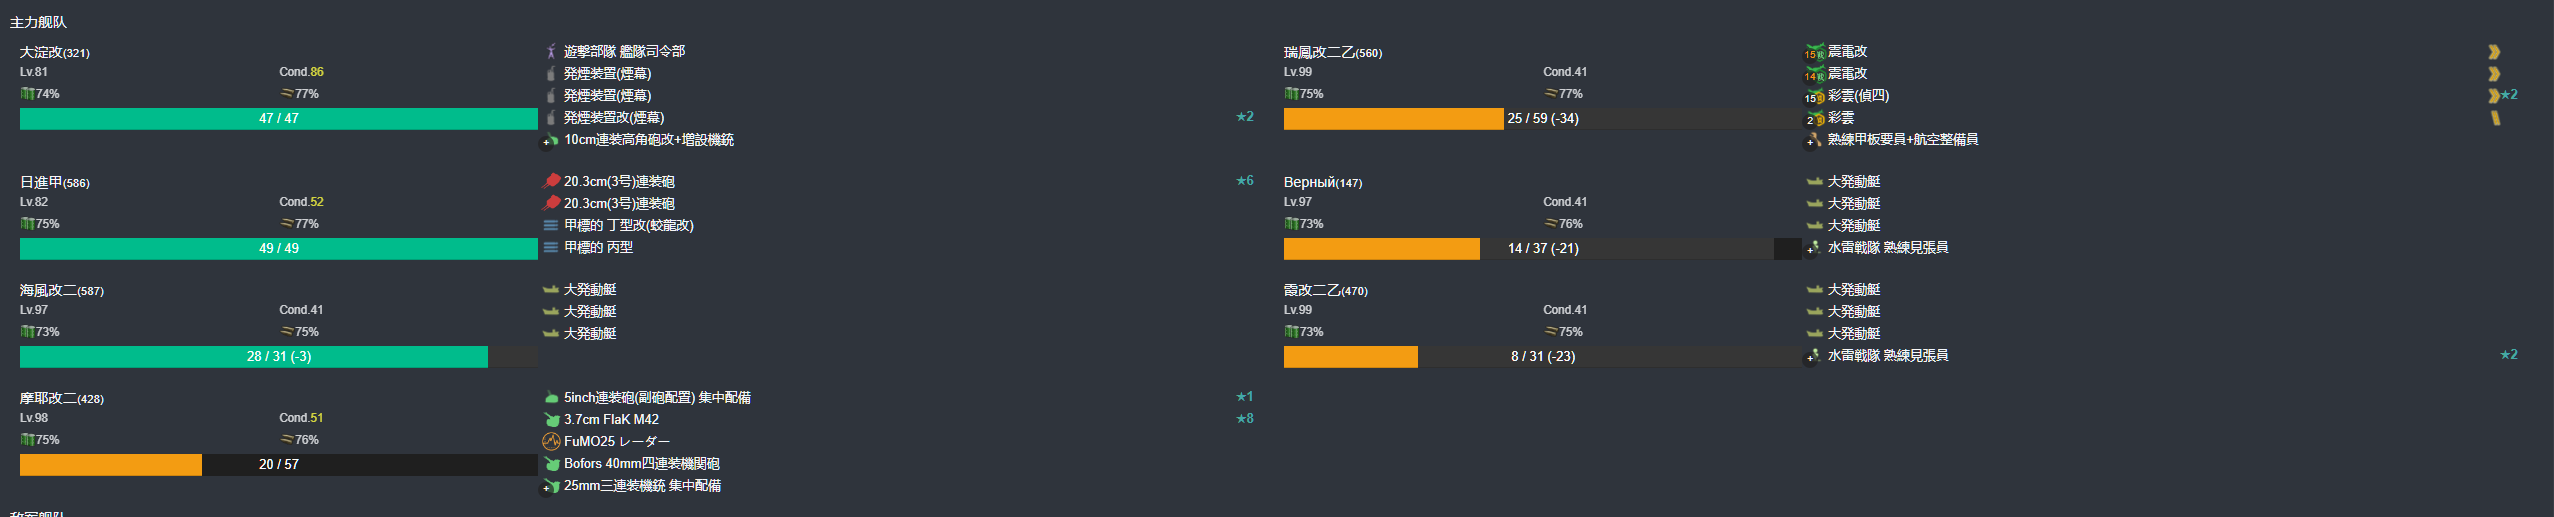 主力舰队
大淀改(321)
Lv.81 Cond.86
74% 77%
47 / 47
遊撃部隊 艦隊司令部
発煙装置(煙幕)
発煙装置(煙幕)
発煙装置改(煙幕) ★2
+ 10cm連装高角砲改+増設機銃
瑞鳳改二乙(560)
Lv.99 Cond.41
75% 77%
25 / 59 (-34)
15 震電改
14 震電改
15 彩雲(偵四) ★2
2 彩雲
+ 熟練甲板要員+航空整備員
日進甲(586)
Lv.82 Cond.52
75% 77%
49 / 49
20.3cm(3号)連装砲 ★6
20.3cm(3号)連装砲
甲標的 丁型改(蛟龍改)
甲標的 丙型
Верный(147)
Lv.97 Cond.41
73% 76%
14 / 37 (-21)
大発動艇
大発動艇
大発動艇
+ 水雷戦隊 熟練見張員
海風改二(587)
Lv.97 Cond.41
73% 75%
28 / 31 (-3)
大発動艇
大発動艇
大発動艇
霞改二乙(470)
Lv.99 Cond.41
73% 75%
8 / 31 (-23)
大発動艇
大発動艇
大発動艇
+ 水雷戦隊 熟練見張員 ★2
摩耶改二(428)
Lv.98 Cond.51
75% 76%
20 / 57
5inch連装砲(副砲配置) 集中配備 ★1
3.7cm FlaK M42 ★8
FuMO25 レーダー
Bofors 40mm四連装機関砲
+ 25mm三連装機銃 集中配備